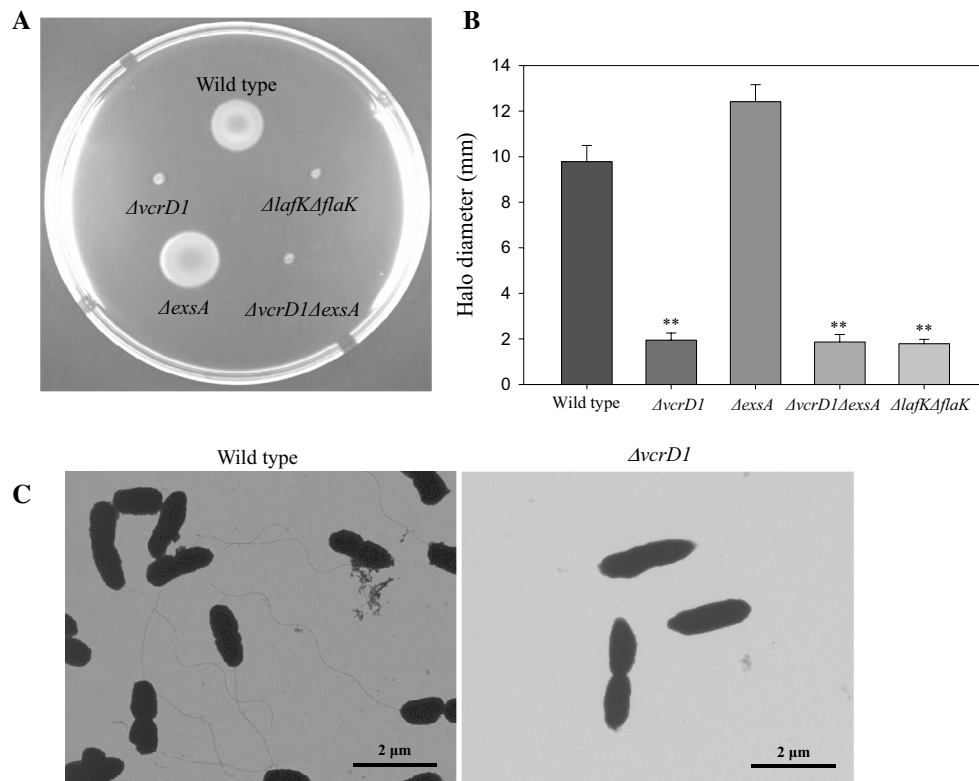 A
Wild type
ΔvcrD1
ΔlafKΔflaK
ΔexsA
ΔvcrD1ΔexsA
B
Halo diameter (mm)
14
12
10
8
6
4
2
0
**
**
**
Wild type
ΔvcrD1
ΔexsA
ΔvcrD1ΔexsA
ΔlafKΔflaK
C
Wild type
ΔvcrD1
2 µm
2 µm